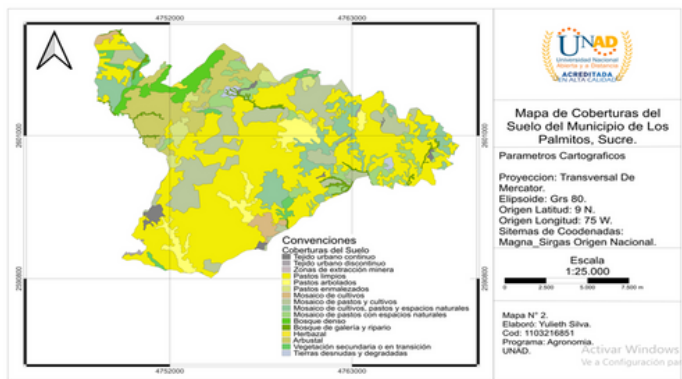 4752000
4763000
2601000
2601000
2590800
2590800
4752000
4763000
Convenciones
Coberturas del Suelo
Tejido urbano continuo
Tejido urbano discontinuo
Zonas de extracción minera
Pastos limpios
Pastos arbolados
Pastos enmalezados
Mosaico de cultivos
Mosaico de pastos y cultivos
Mosaico de cultivos, pastos y espacios naturales
Mosaico de pastos con espacios naturales
Bosque denso
Bosque de galería y ripario
Herbazal
Arbustal
Vegetación secundaria o en transición
Tierras desnudas y degradadas
UNAD
Universidad Nacional
Abierta y a Distancia
ACREDITADA
EN ALTA CALIDAD
Mapa de Coberturas del
Suelo del Municipio de Los
Palmitos, Sucre.
Parametros Cartograficos
Proyeccion: Transversal De
Mercator.
Elipsoide: Grs 80.
Origen Latitud: 9 N.
Origen Longitud: 75 W.
Sitemas de Coodenadas:
Magna_Sirgas Origen Nacional.
Escala
1:25.000
0 2.500 5.000 7.500 m
Mapa N° 2.
Elaboró: Yulieth Silva.
Cod: 1103216851
Programa: Agronomia.
UNAD.
Activar Windows
Ve a Configuración par